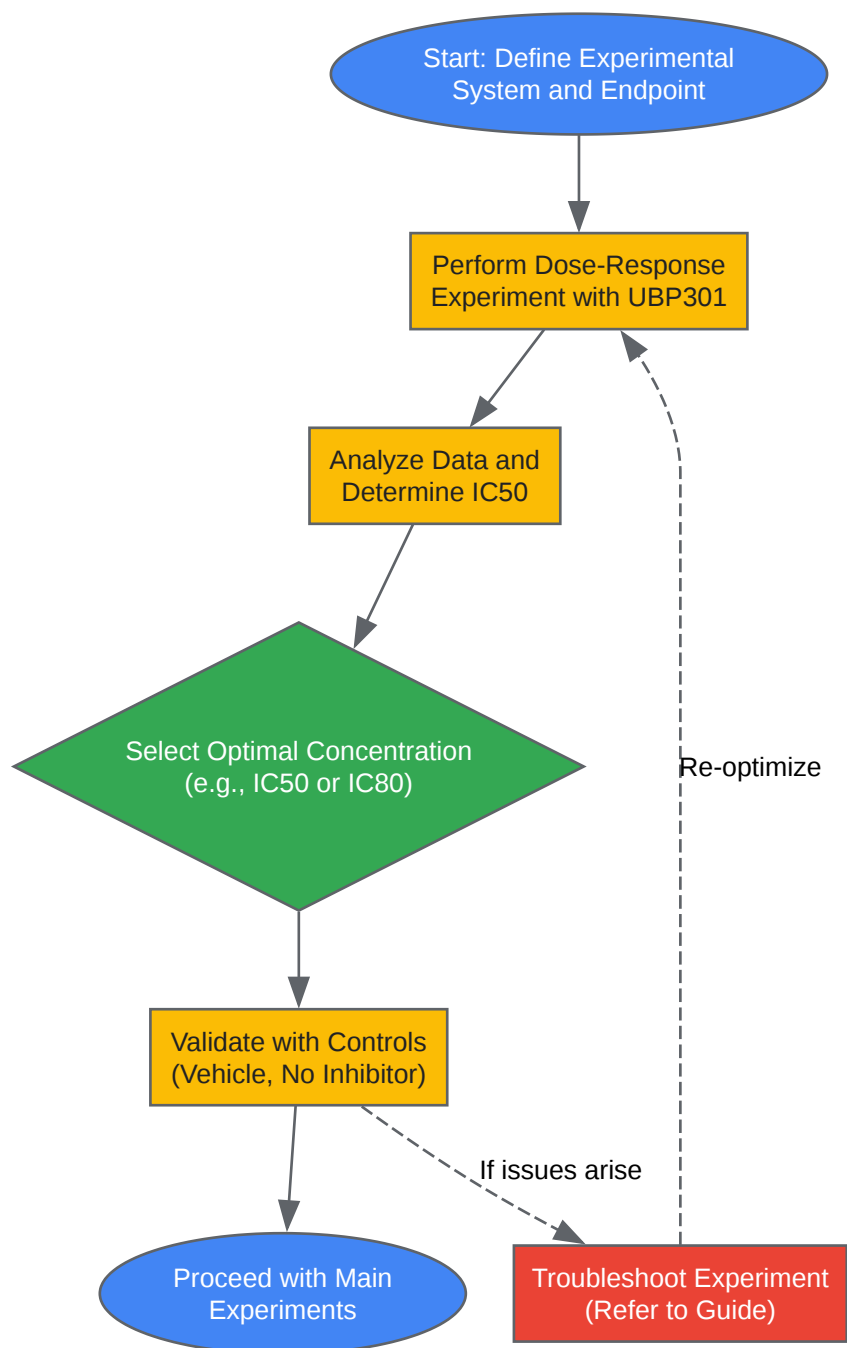 Start: Define Experimental
System and Endpoint
Perform Dose-Response
Experiment with UBP301
Analyze Data and
Determine IC50
Select Optimal Concentration
(e.g., IC50 or IC80)
Re-optimize
Validate with Controls
(Vehicle, No Inhibitor)
If issues arise
Proceed with Main
Experiments
Troubleshoot Experiment
(Refer to Guide)